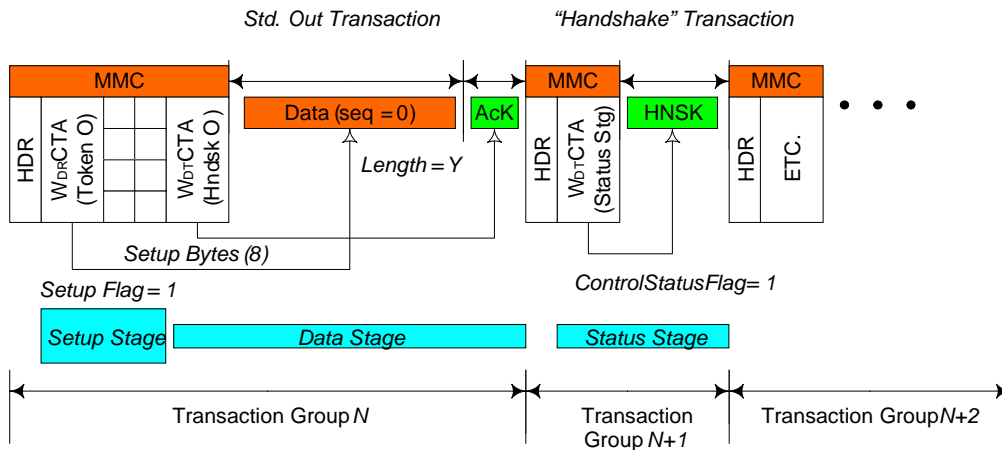 Std. Out Transaction
"Handshake" Transaction
MMC
MMC
MMC
Data (seq = 0)
AcK
HNSK
HDR
WDRCTA
(Token O)
WDTCTA
(Hndsk O)
Length = Y
HDR
WDTCTA
(Status Stg)
HDR
ETC.
Setup Bytes (8)
Setup Flag = 1
ControlStatusFlag= 1
Setup Stage
Data Stage
Status Stage
Transaction Group N
Transaction
Group N+1
Transaction Group N+2